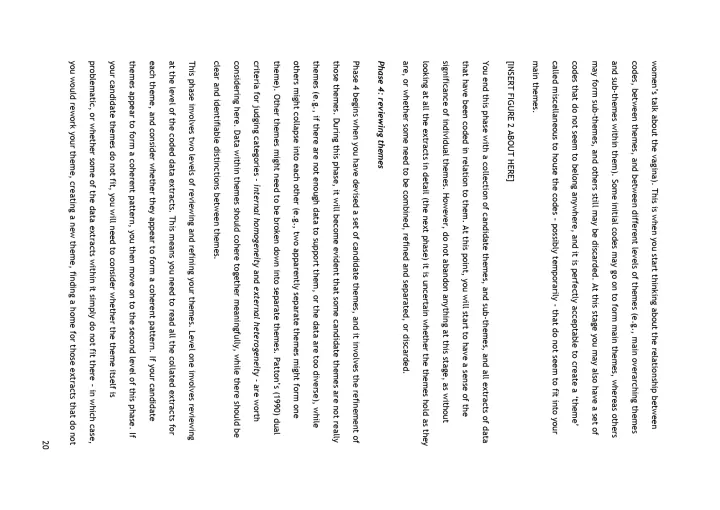 women's talk about the vagina). This is when you start thinking about the relationship between
codes, between themes, and between different levels of themes (e.g., main overarching themes
and sub-themes within them). Some initial codes may go on to form main themes, whereas others
may form sub-themes, and others still may be discarded. At this stage you may also have a set of
codes that do not seem to belong anywhere, and it is perfectly acceptable to create a 'theme'
called miscellaneous to house the codes - possibly temporarily - that do not seem to fit into your
main themes.
[INSERT FIGURE 2 ABOUT HERE]
You end this phase with a collection of candidate themes, and sub-themes, and all extracts of data
that have been coded in relation to them. At this point, you will start to have a sense of the
significance of individual themes. However, do not abandon anything at this stage, as without
looking at all the extracts in detail (the next phase) it is uncertain whether the themes hold as they
are, or whether some need to be combined, refined and separated, or discarded.
Phase 4: reviewing themes
Phase 4 begins when you have devised a set of candidate themes, and it involves the refinement of
those themes. During this phase, it will become evident that some candidate themes are not really
themes (e.g., if there are not enough data to support them, or the data are too diverse), while
others might collapse into each other (e.g., two apparently separate themes might form one
theme). Other themes might need to be broken down into separate themes. Patton's (1990) dual
criteria for judging categories - internal homogeneity and external heterogeneity - are worth
considering here. Data within themes should cohere together meaningfully, while there should be
clear and identifiable distinctions between themes.
This phase involves two levels of reviewing and refining your themes. Level one involves reviewing
at the level of the coded data extracts. This means you need to read all the collated extracts for
each theme, and consider whether they appear to form a coherent pattern. If your candidate
themes appear to form a coherent pattern, you then move on to the second level of this phase. If
your candidate themes do not fit, you will need to consider whether the theme itself is
problematic, or whether some of the data extracts within it simply do not fit there - in which case,
you would rework your theme, creating a new theme, finding a home for those extracts that do not
20